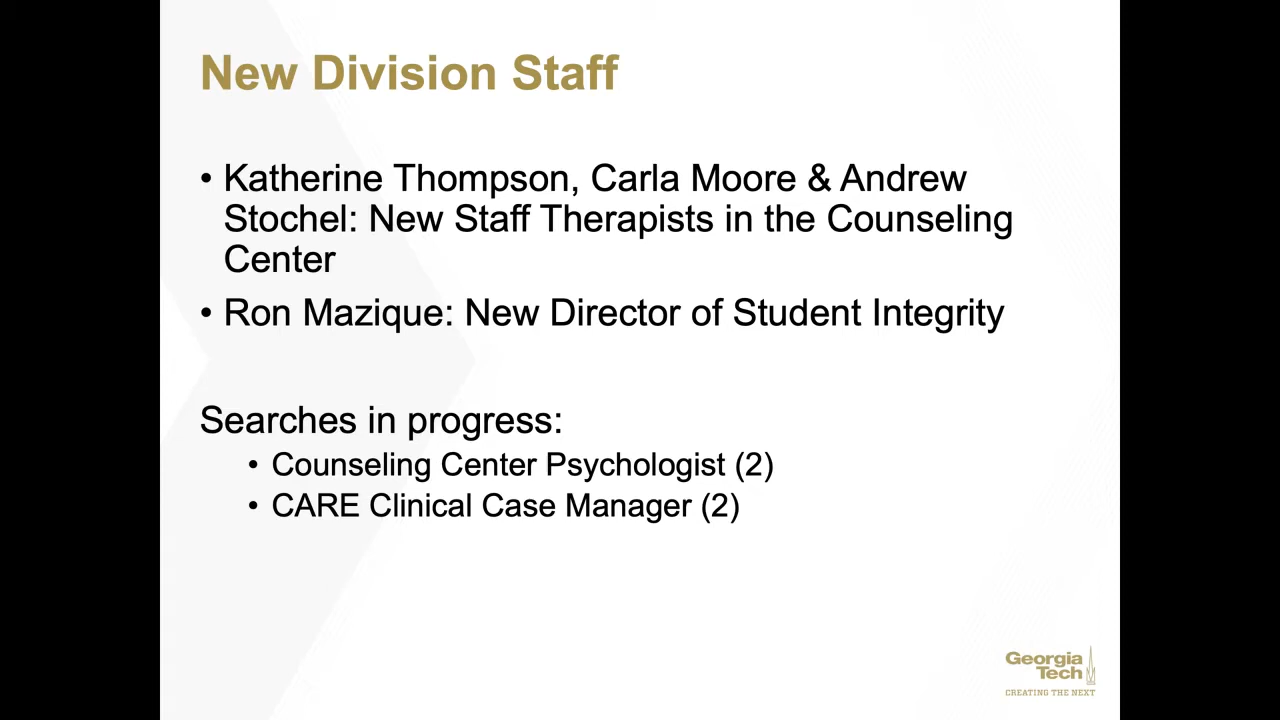 New Division Staff
• Katherine Thompson, Carla Moore & Andrew
Stochel: New Staff Therapists in the Counseling
Center
• Ron Mazique: New Director of Student Integrity
Searches in progress:
• Counseling Center Psychologist (2)
• CARE Clinical Case Manager (2)
Georgia
Tech
CREATING THE NEXT